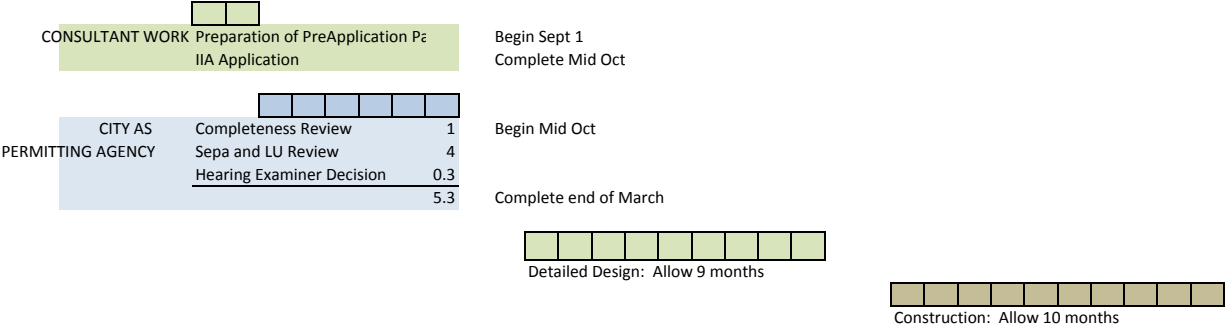 CONSULTANT WORK Preparation of PreApplication Pa Begin Sept 1
IIA Application Complete Mid Oct
CITY AS Completeness Review 1 Begin Mid Oct
PERMITTING AGENCY Sepa and LU Review 4
Hearing Examiner Decision 0.3
5.3 Complete end of March
Detailed Design: Allow 9 months
Construction: Allow 10 months